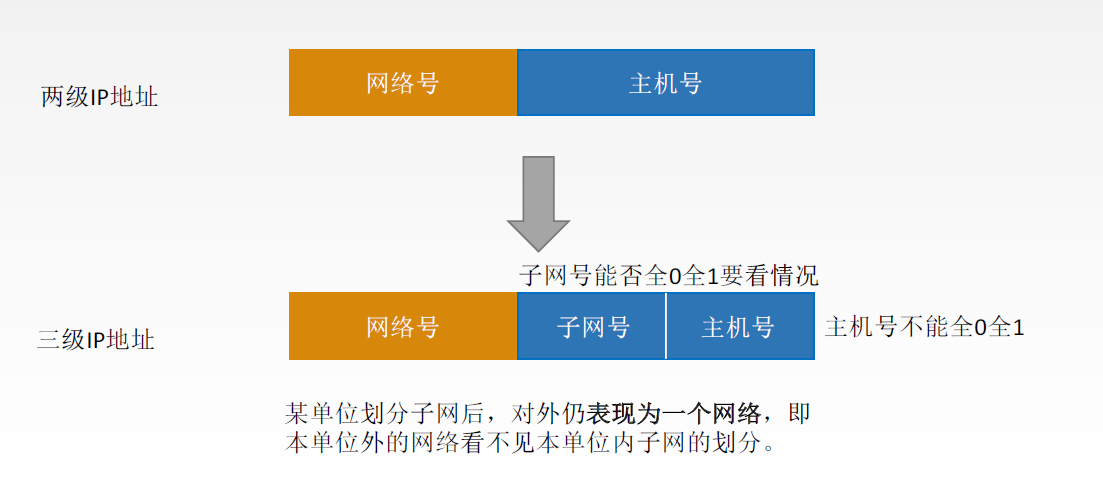 两级IP地址
网络号
主机号
子网号能否全0全1要看情况
三级IP地址
网络号
子网号
主机号
主机号不能全0全1
某单位划分子网后，对外仍表现为一个网络，即
本单位外的网络看不见本单位内子网的划分。